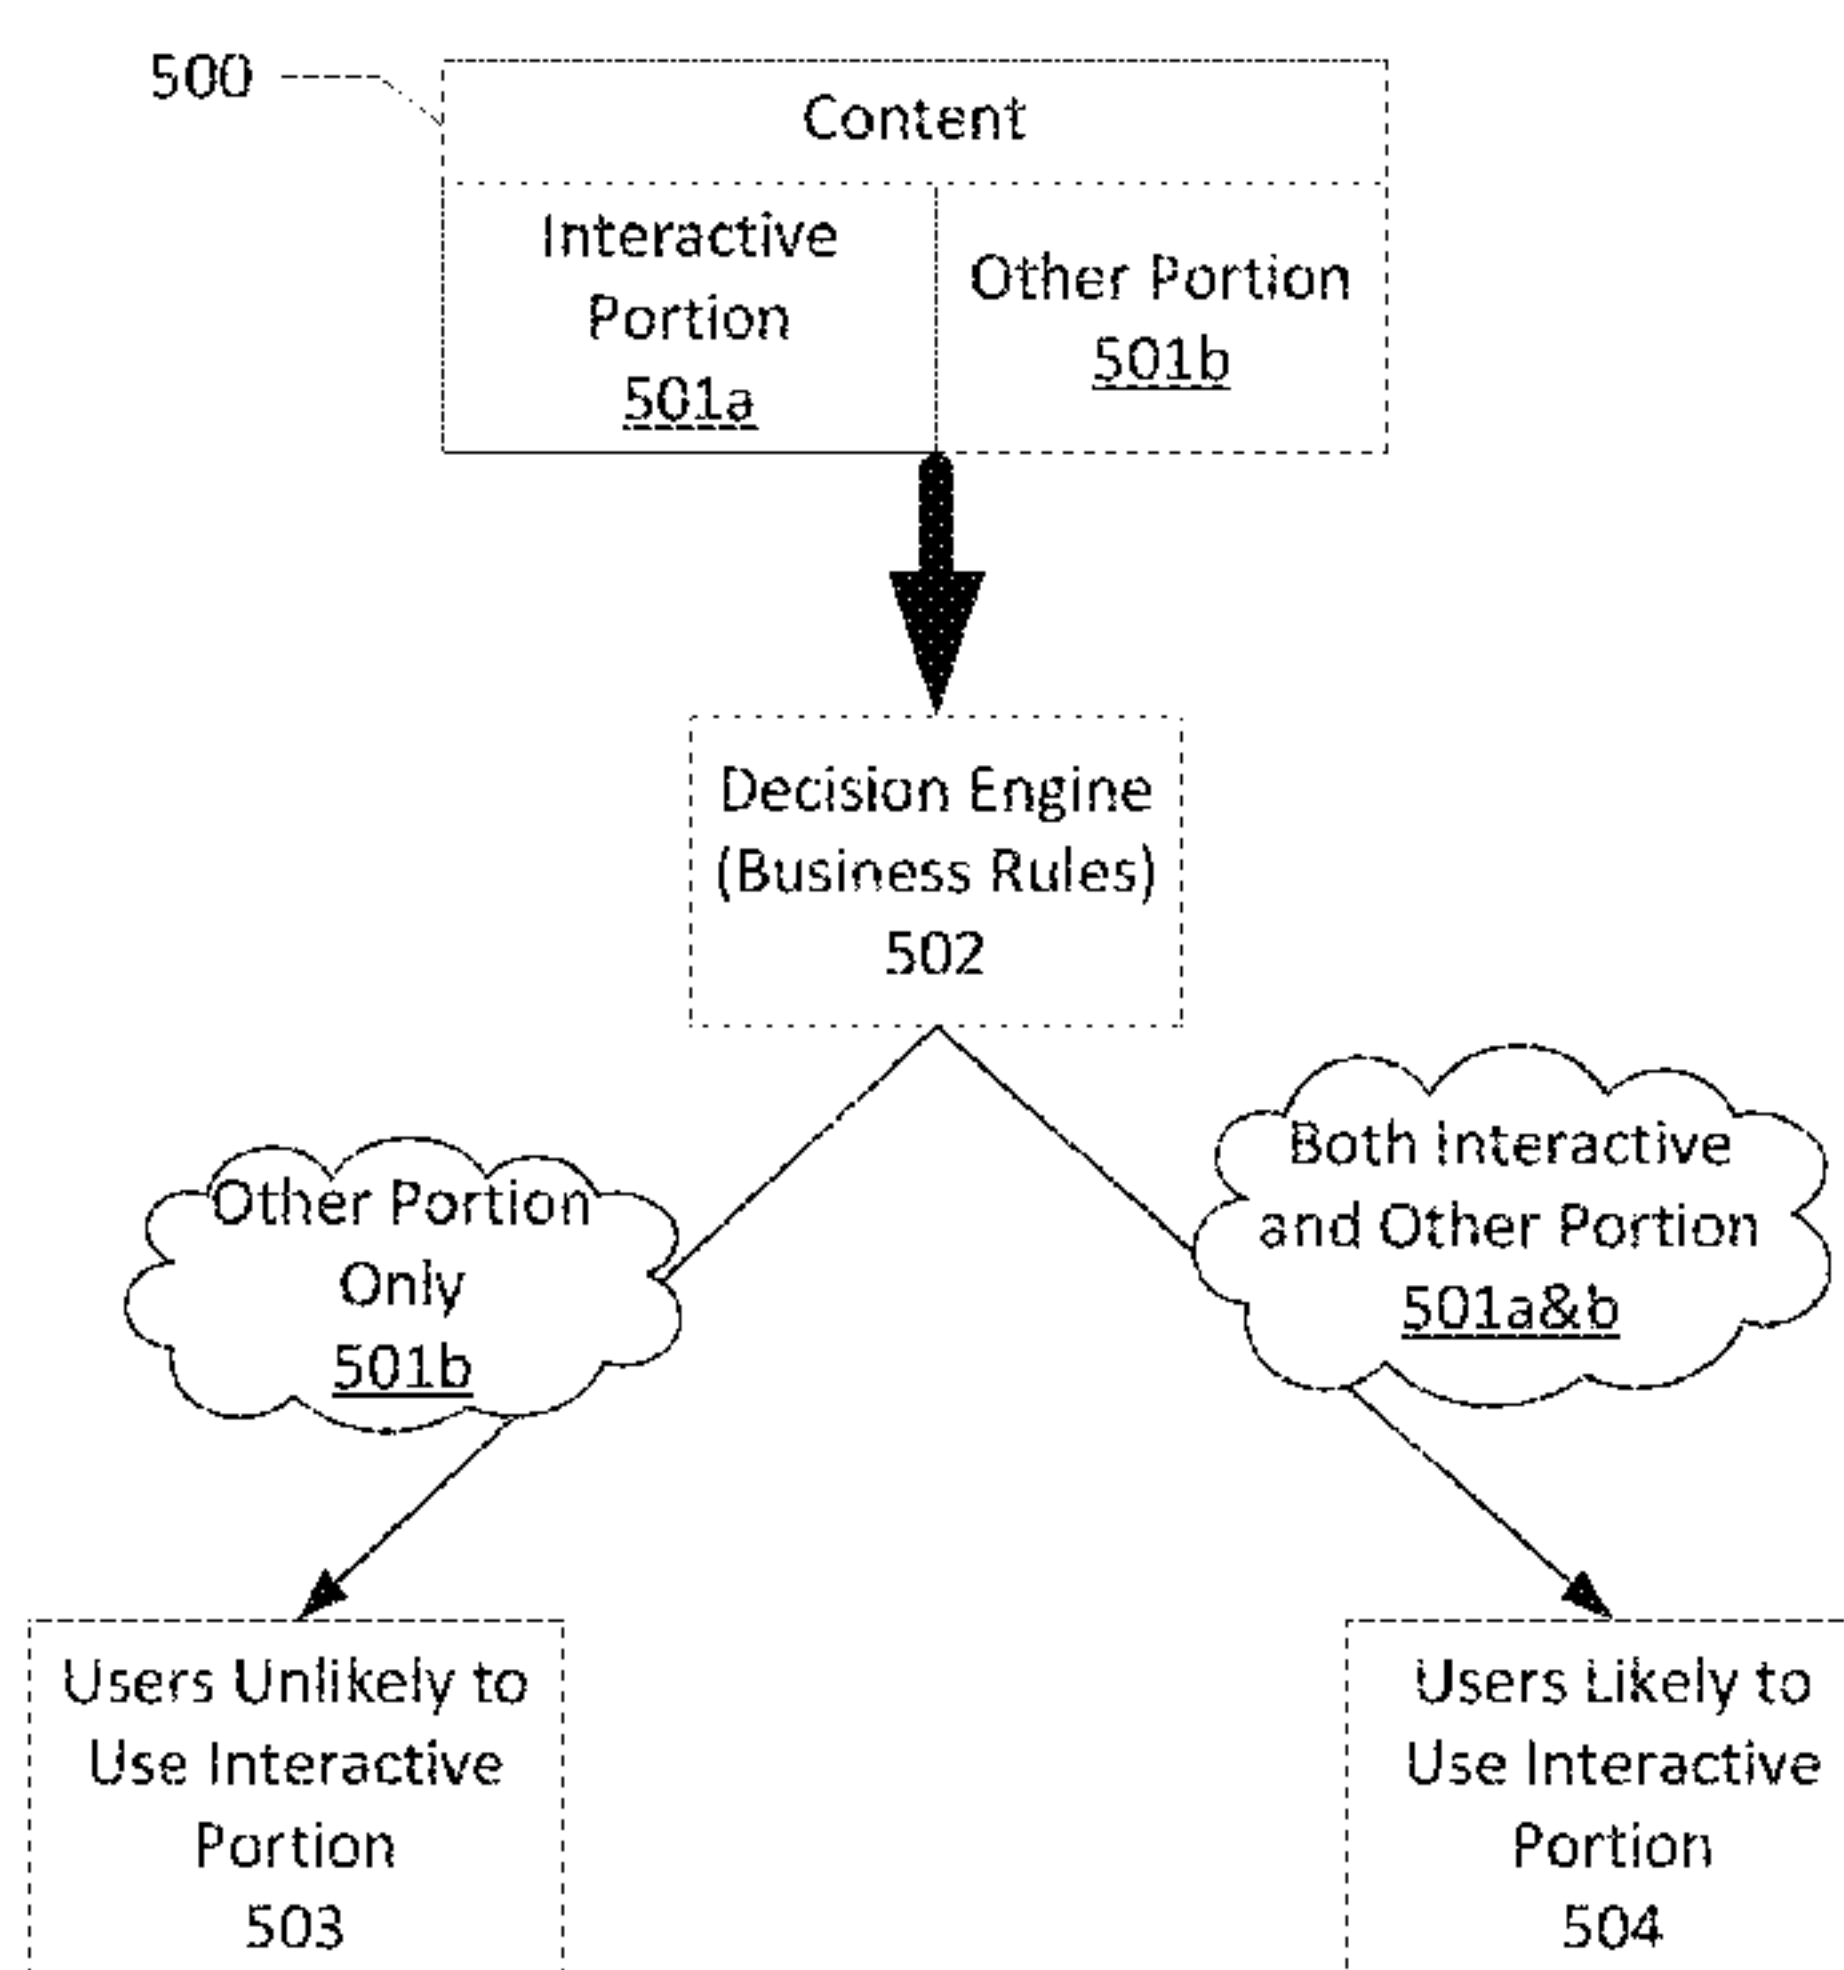 500
Content
Interactive
Portion
501a
Other Portion
501b
Decision Engine
(Business Rules)
502
Other Portion
Only
501b
Both Interactive
and Other Portion
501a&b
Users Unlikely to
Use Interactive
Portion
503
Users Likely to
Use Interactive
Portion
504